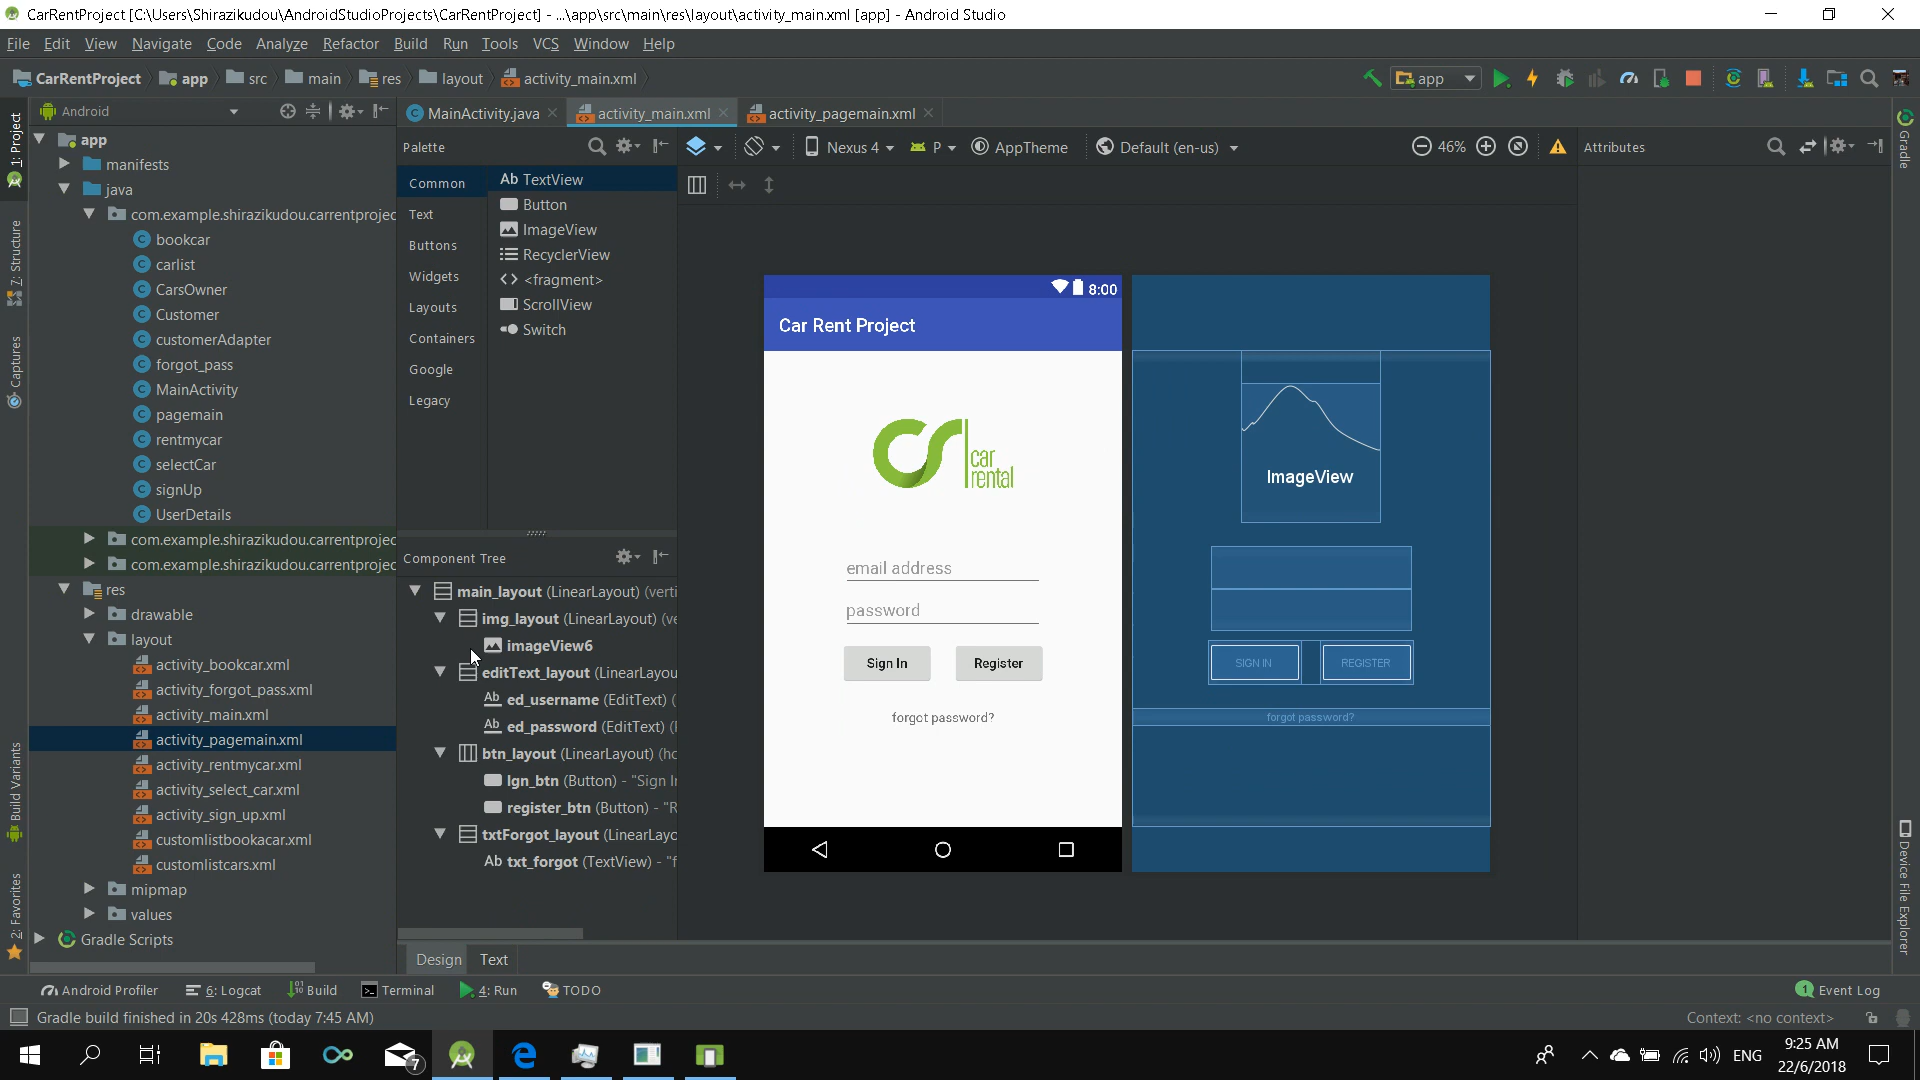 CarRentProject [C:\Users\Shirazikudou\AndroidStudioProjects\CarRentProject] - ...\app\src\main\res\layout\activity_main.xml [app] - Android Studio
File Edit View Navigate Code Analyze Refactor Build Run Tools VCS Window Help
CarRentProject app src main res layout activity_main.xml
app
Android
MainActivity.java activity_main.xml activity_pagemain.xml
1: Project
7: Structure
Captures
Build Variants
2: Favorites
app
manifests
java
com.example.shirazikudou.carrentprojec
bookcar
carlist
CarsOwner
Customer
customerAdapter
forgot_pass
MainActivity
pagemain
rentmycar
selectCar
signUp
UserDetails
com.example.shirazikudou.carrentprojec
com.example.shirazikudou.carrentprojec
res
drawable
layout
activity_bookcar.xml
activity_forgot_pass.xml
activity_main.xml
activity_pagemain.xml
activity_rentmycar.xml
activity_select_car.xml
activity_sign_up.xml
customlistbookacar.xml
customlistcars.xml
mipmap
values
Gradle Scripts
Palette
Common
Text
Buttons
Widgets
Layouts
Containers
Google
Legacy
Ab TextView
Button
ImageView
RecyclerView
<> <fragment>
ScrollView
Switch
Component Tree
main_layout (LinearLayout) (verti
img_layout (LinearLayout) (ve
imageView6
editText_layout (LinearLayou
Ab ed_username (EditText) (
Ab ed_password (EditText) (
btn_layout (LinearLayout) (ho
lgn_btn (Button) - "Sign I
register_btn (Button) - "R
txtForgot_layout (LinearLayo
Ab txt_forgot (TextView) - "f
Design Text
Nexus 4 P AppTheme Default (en-us) 46%
Attributes
8:00
Car Rent Project
car
rental
email address
password
Sign In Register
forgot password?
ImageView
SIGN IN REGISTER
forgot password?
Gradle
Device File Explorer
Android Profiler 6: Logcat Build Terminal 4: Run TODO
1 Event Log
Gradle build finished in 20s 428ms (today 7:45 AM)
Context: <no context>
7
ENG
9:25 AM
22/6/2018